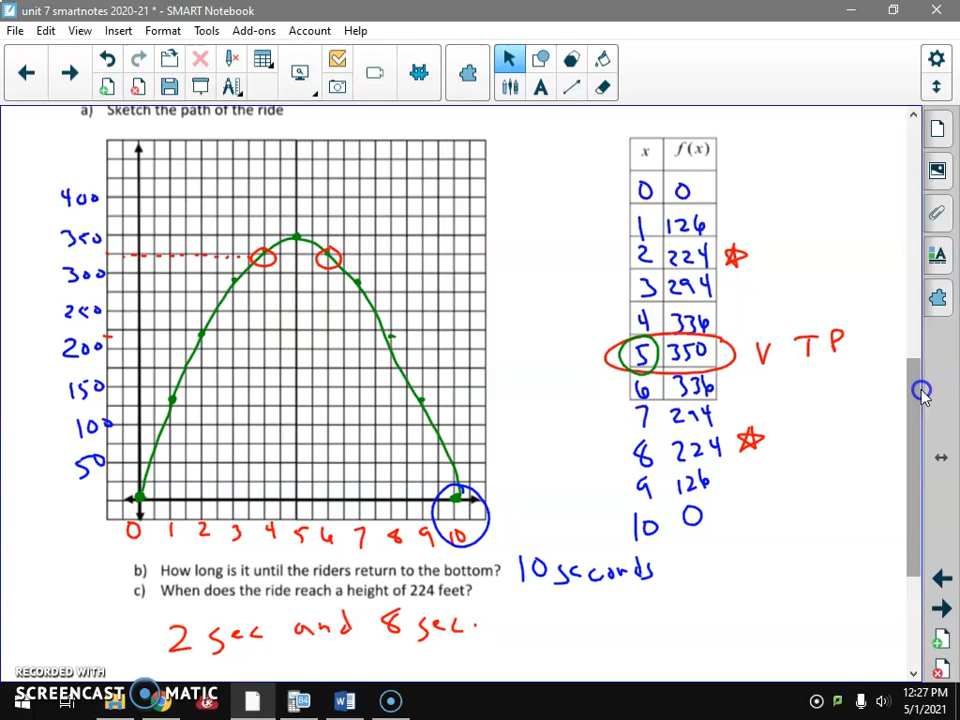 unit 7 smartnotes 2020-21 * - SMART Notebook
File Edit View Insert Format Tools Add-ons Account Help
a) Sketch the path of the ride
400
350
300
250
200
150
100
50
0 1 2 3 4 5 6 7 8 9 10
x f(x)
0 0
1 126
2 224
3 294
4 336
5 350 V T P
6 336
7 294
8 224
9 126
10 0
b) How long is it until the riders return to the bottom? 10 seconds
c) When does the ride reach a height of 224 feet?
2 sec and 8 sec.
RECORDED WITH
SCREENCAST MATIC
84
12:27 PM
5/1/2021